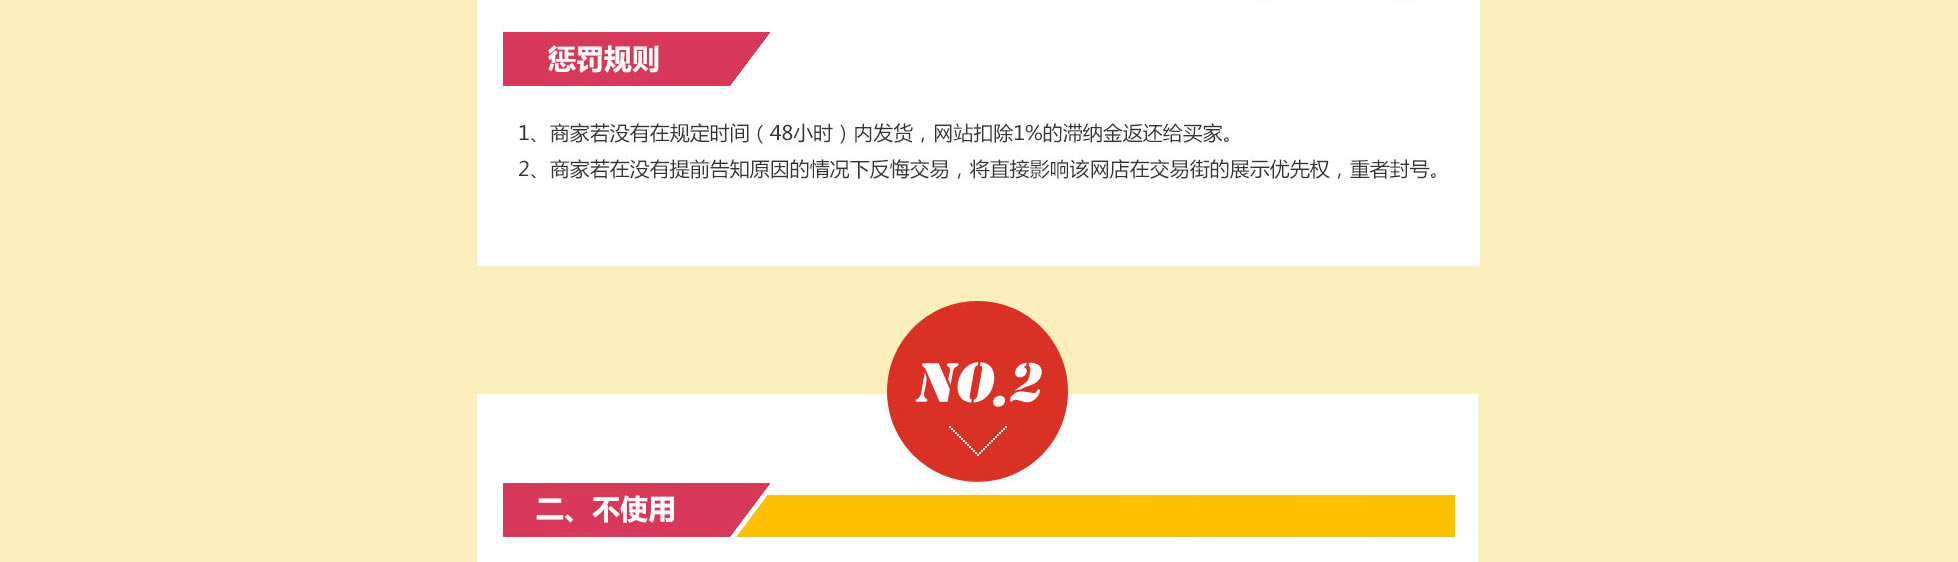 惩罚规则
1、商家若没有在规定时间（48小时）内发货，网站扣除1%的滞纳金返还给买家。
2、商家若在没有提前告知原因的情况下反悔交易，将直接影响该网店在交易街的展示优先权，重者封号。
NO.2
二、不使用